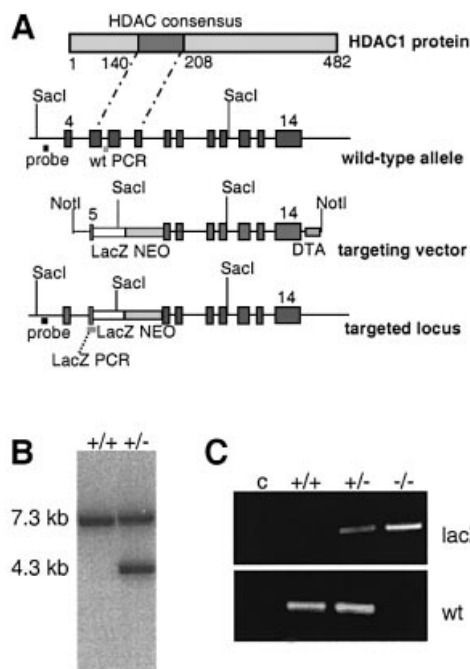 A
HDAC consensus
HDAC1 protein
1 140 208 482
SacI
4
SacI
14
probe
wt PCR
wild-type allele
NotI
5
SacI
SacI
14
NotI
LacZ NEO
DTA
targeting vector
SacI
SacI
SacI
14
probe
LacZ NEO
targeted locus
LacZ PCR
B
+/+ +/-
7.3 kb
4.3 kb
C
c +/+ +/- -/-
wt